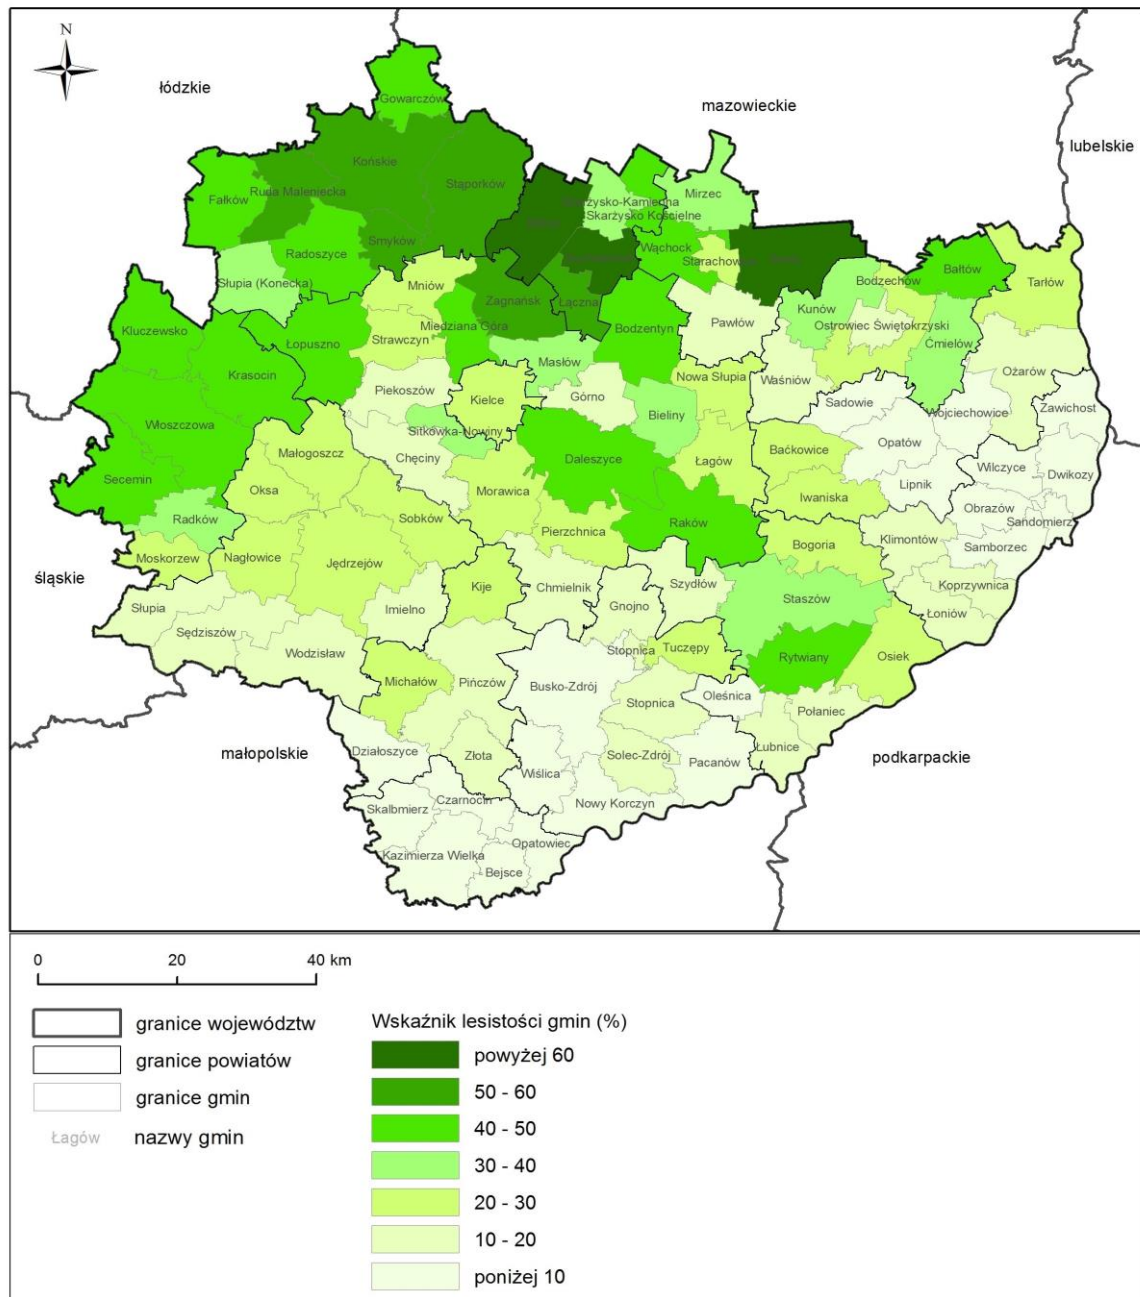 N
łódzkie
mazowieckie
lubelskie
Gowarczów
Końskie
Stąporków
Ruda Maleniecka
Fałków
Mirzec
Skarżysko-Kamienna
Skarżysko Kościelne
Smyków
Radoszyce
Wąchock
Starachowice
Słupia (Konecka)
Mniów
Zagnańsk
Łączna
Bodzechów
Bałtów
Tarłów
Kunów
Kluczewsko
Łopuszno
Miedziana Góra
Strawczyn
Bodzentyn
Pawłów
Ostrowiec Świętokrzyski
Ćmielów
Krasocin
Masłów
Nowa Słupia
Waśniów
Ożarów
Piekoszów
Kielce
Górno
Sadowie
Wojciechowice
Zawichost
Włoszczowa
Sitkówka-Nowiny
Bieliny
Małogoszcz
Chęciny
Daleszyce
Łagów
Baćkowice
Opatów
Wilczyce
Dwikozy
Secemin
Oksa
Morawica
Iwaniska
Lipnik
Obrazów
Radków
Sobków
Pierzchnica
Raków
Bogoria
Klimontów
Sandomierz
Samborzec
Moskorzew
Nagłowice
Jędrzejów
śląskie
Kije
Chmielnik
Szydłów
Staszów
Koprzywnica
Słupia
Imielno
Gnojno
Łoniów
Sędziszów
Wodzisław
Stopnica
Tuczępy
Rytwiany
Osiek
Michałów
Pińczów
Busko-Zdrój
Stopnica
Oleśnica
Połaniec
małopolskie
Działoszyce
Złota
Solec-Zdrój
Łubnice
podkarpackie
Wiślica
Pacanów
Skalbmierz
Czarnocin
Nowy Korczyn
Kazimierza Wielka
Opatowiec
Bejsce
0 20 40 km
granice województw
granice powiatów
granice gmin
Łagów nazwy gmin
Wskaźnik lesistości gmin (%)
powyżej 60
50 - 60
40 - 50
30 - 40
20 - 30
10 - 20
poniżej 10